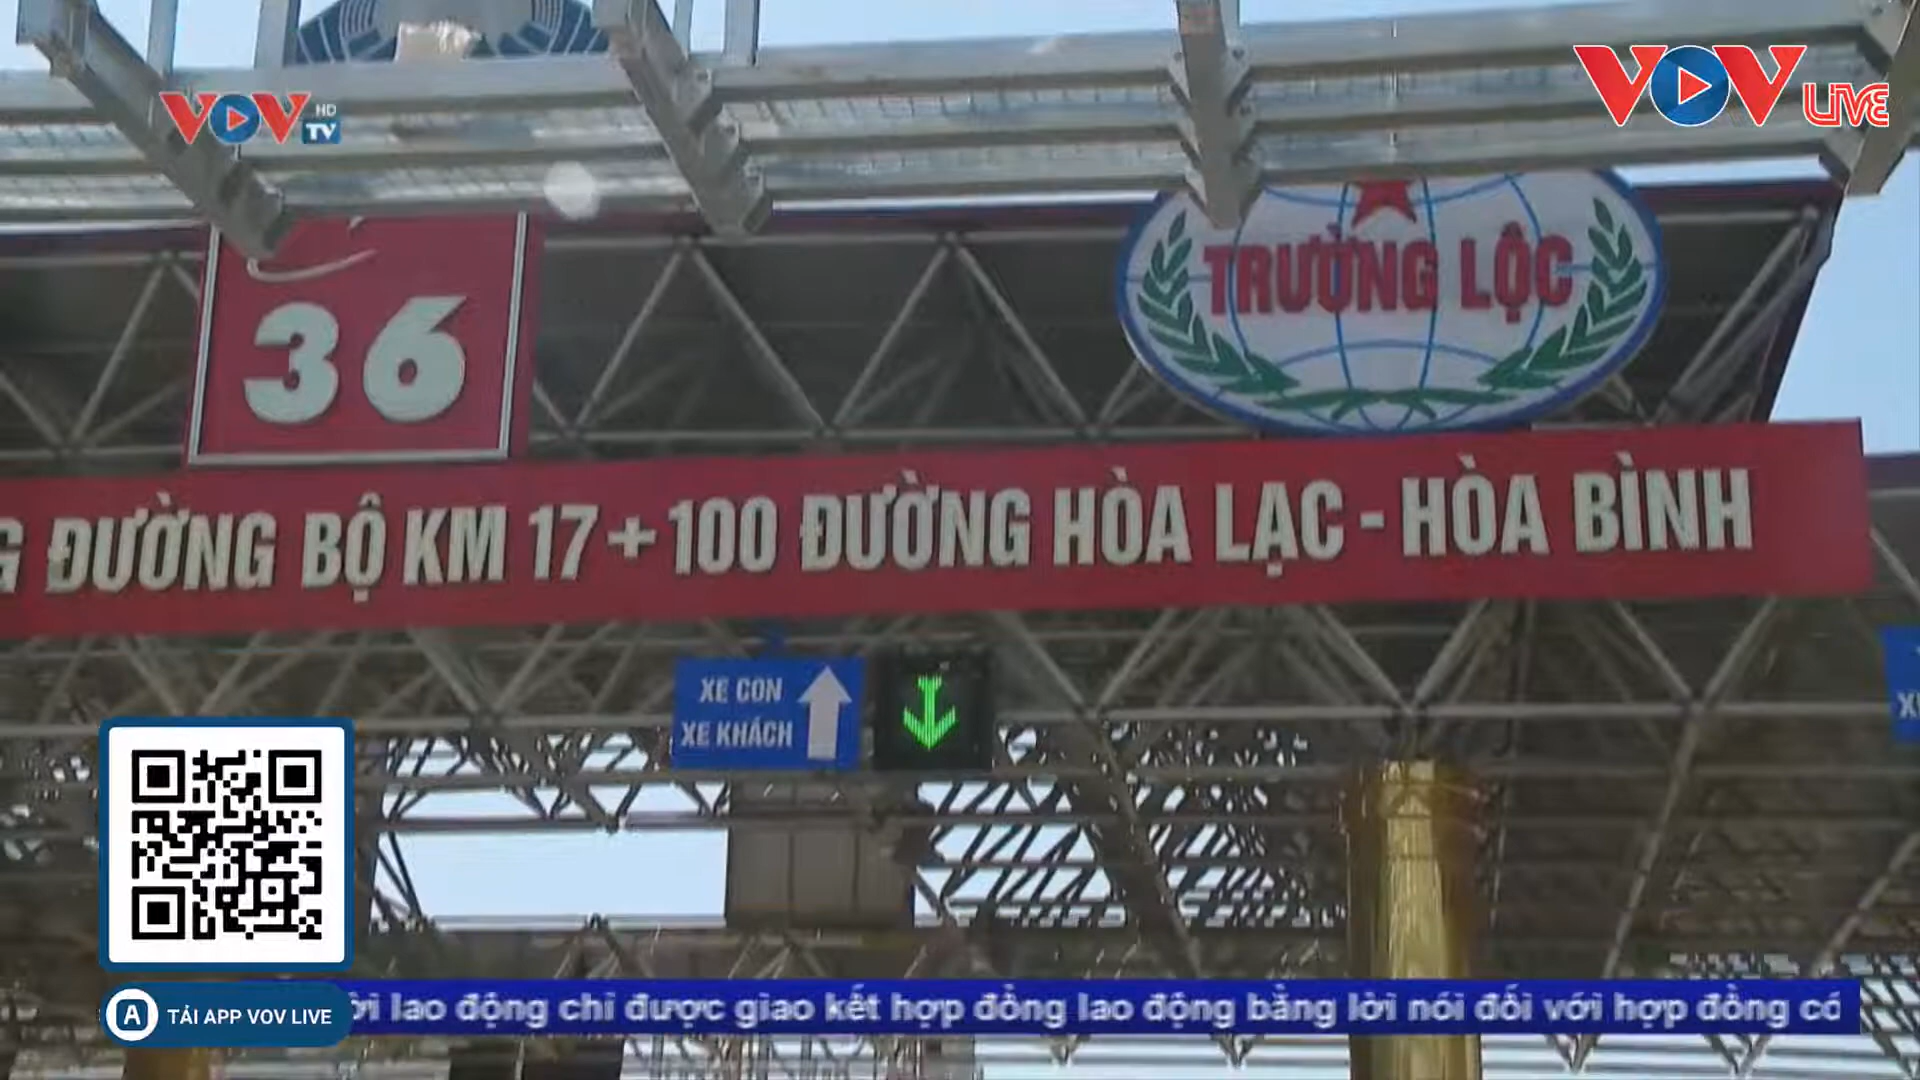 VOV TV HD
VOV LIVE
36
TRƯỜNG LỘC
ĐƯỜNG BỘ KM 17+100 ĐƯỜNG HÒA LẠC - HÒA BÌNH
XE CON
XE KHÁCH
TẢI APP VOV LIVE
lao động chỉ được giao kết hợp đồng lao động bằng lời nói đối với hợp đồng có